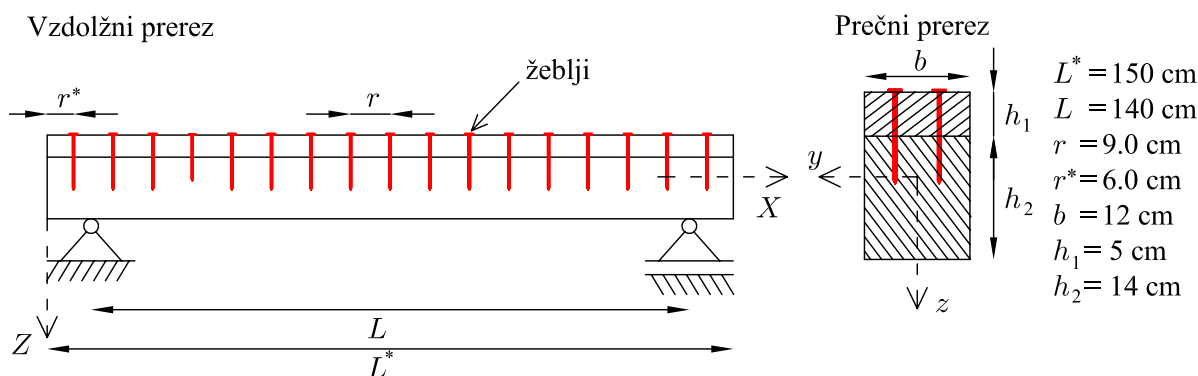 Vzdolžni prerez
Prečni prerez
žeblji
b
r*
r
h₁
h₂
y
z
X
Z
L
L*
L* = 150 cm
L = 140 cm
r = 9.0 cm
r* = 6.0 cm
b = 12 cm
h₁ = 5 cm
h₂ = 14 cm